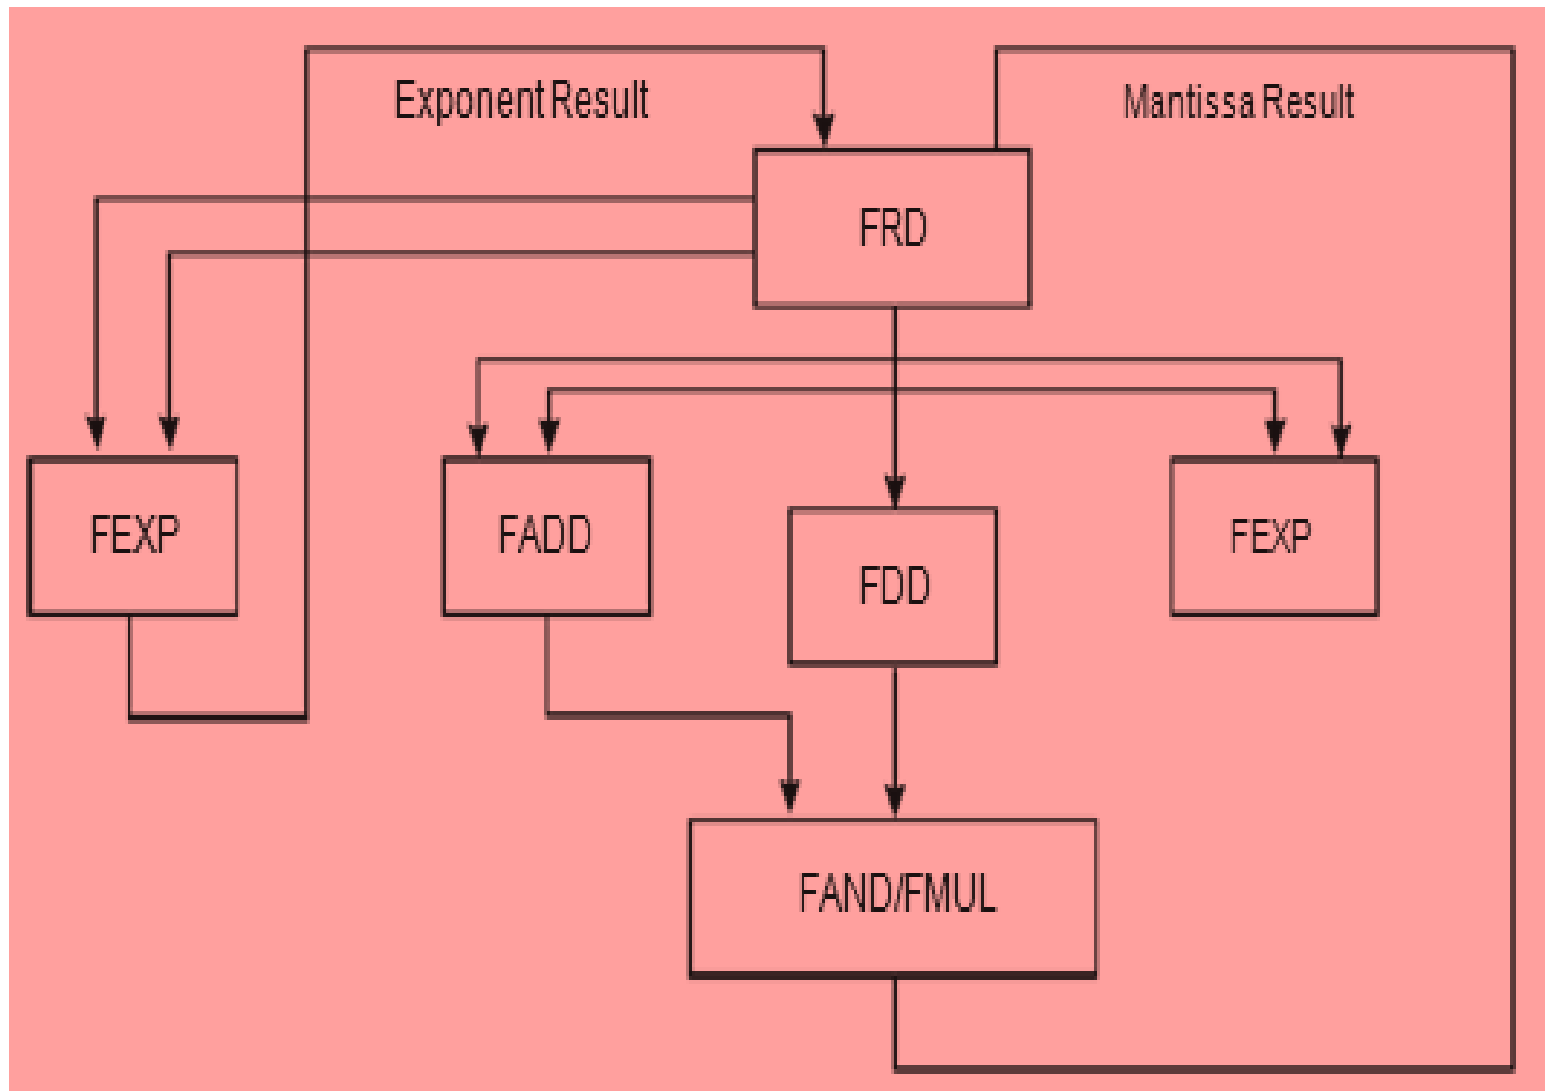 Exponent Result
Mantissa Result
FRD
FEXP
FADD
FDD
FEXP
FAND/FMUL